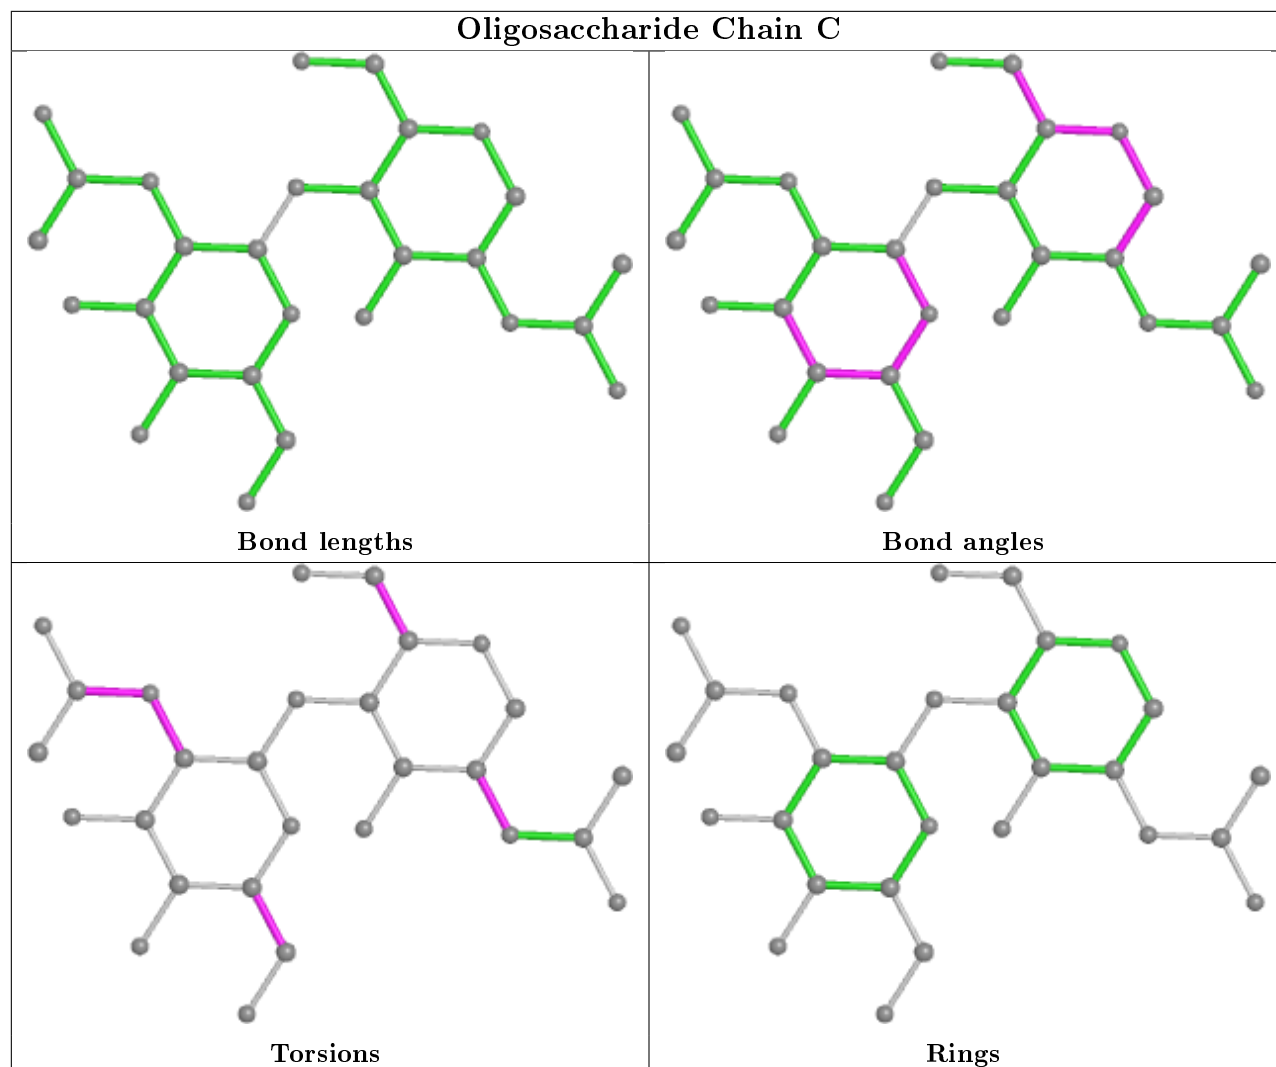 Oligosaccharide Chain C
Bond lengths
Bond angles
Torsions
Rings